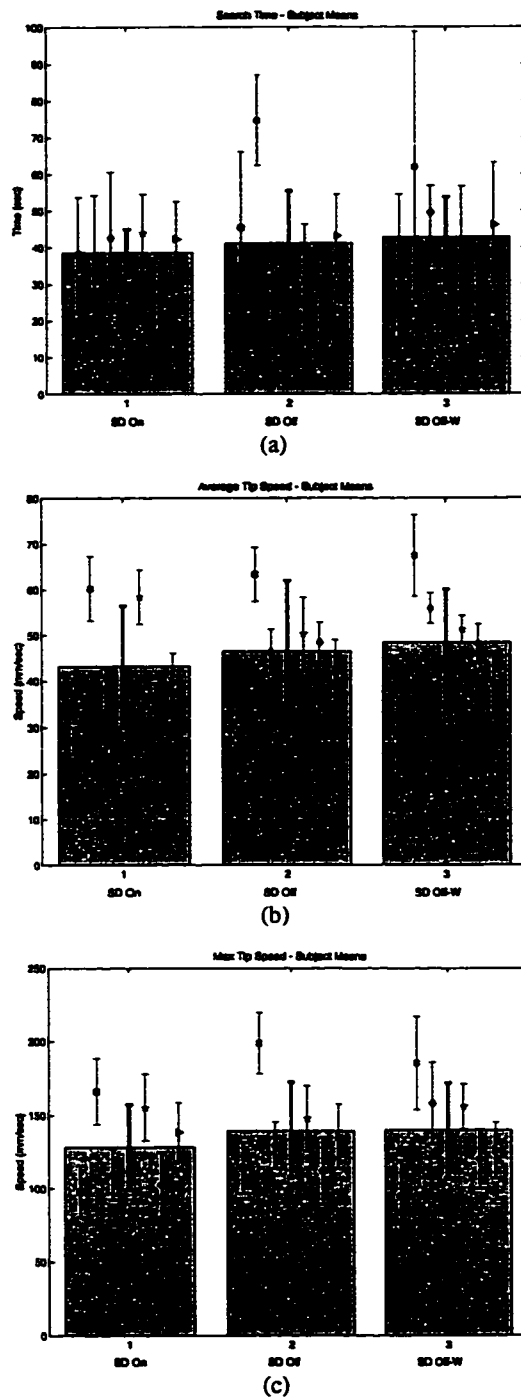 Search Time - Subject Means
100
90
80
70
60
50
40
30
20
10
0
Time (sec)
1 2 3
SD On SD Off SD Off-W
(a)
Average Tip Speed - Subject Means
80
70
60
50
40
30
20
10
0
Speed (mm/sec)
1 2 3
SD On SD Off SD Off-W
(b)
Max Tip Speed - Subject Means
250
200
150
100
50
0
Speed (mm/sec)
1 2 3
SD On SD Off SD Off-W
(c)